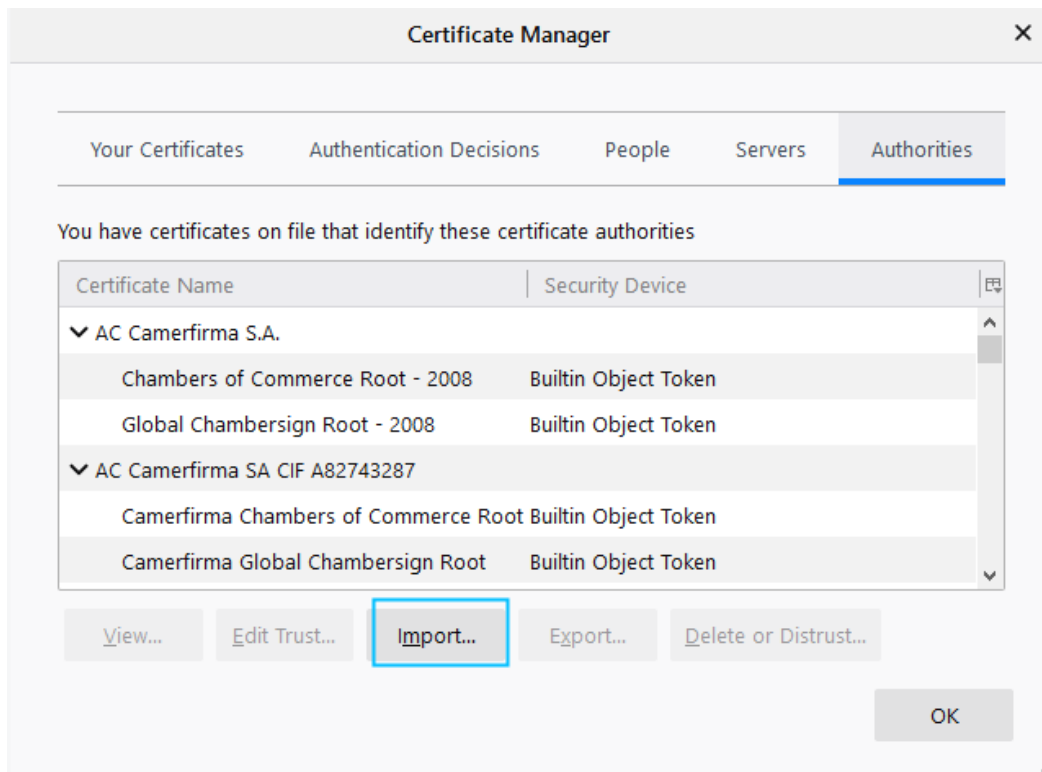 Certificate Manager
Your Certificates Authentication Decisions People Servers Authorities
You have certificates on file that identify these certificate authorities
Certificate Name Security Device
AC Camerfirma S.A.
Chambers of Commerce Root - 2008 Builtin Object Token
Global Chambersign Root - 2008 Builtin Object Token
AC Camerfirma SA CIF A82743287
Camerfirma Chambers of Commerce Root Builtin Object Token
Camerfirma Global Chambersign Root Builtin Object Token
View... Edit Trust... Import... Export... Delete or Distrust...
OK